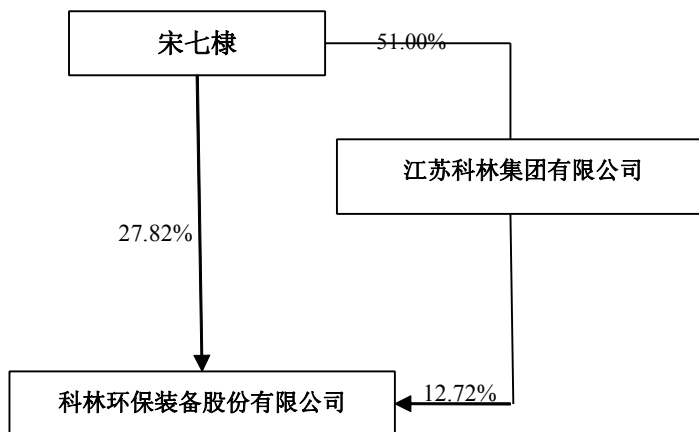 宋七棣
51.00%
江苏科林集团有限公司
27.82%
科林环保装备股份有限公司
12.72%